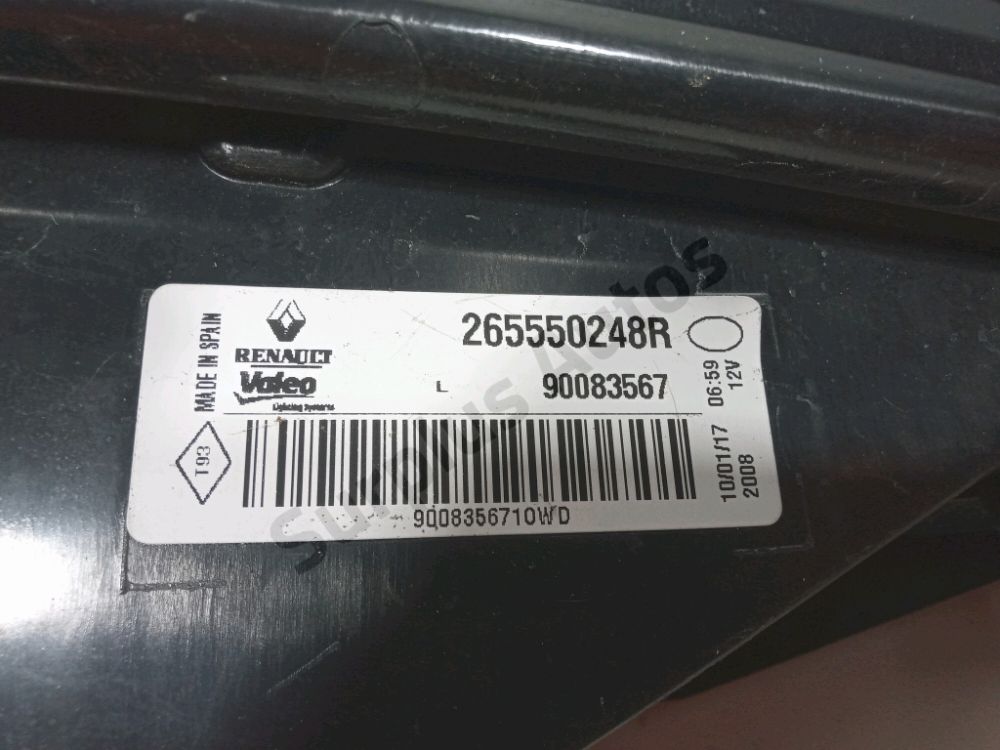 MADE IN SPAIN
RENAULT
265550248R
Valeo
Lighting Systems
L
90083567
06:59
12V
T93
10/01/17
2008
9008356710WD
Surplus Autos